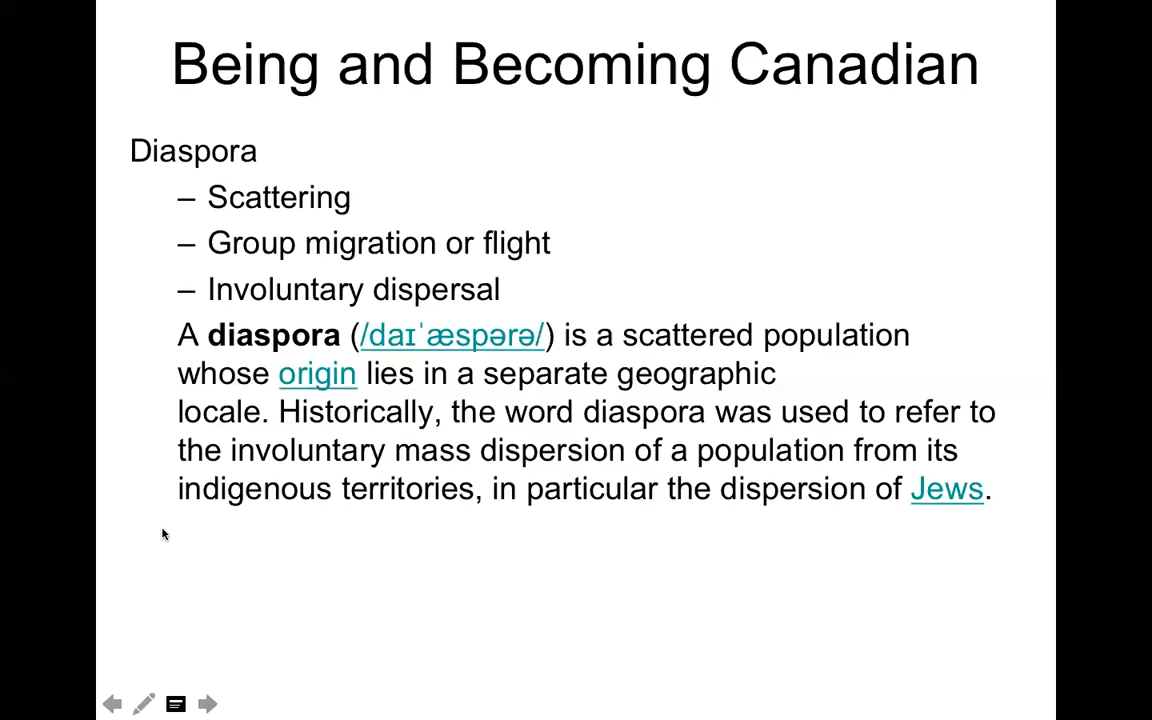 Being and Becoming Canadian
Diaspora
– Scattering
– Group migration or flight
– Involuntary dispersal
A diaspora (/daɪˈæspərə/) is a scattered population
whose origin lies in a separate geographic
locale. Historically, the word diaspora was used to refer to
the involuntary mass dispersion of a population from its
indigenous territories, in particular the dispersion of Jews.